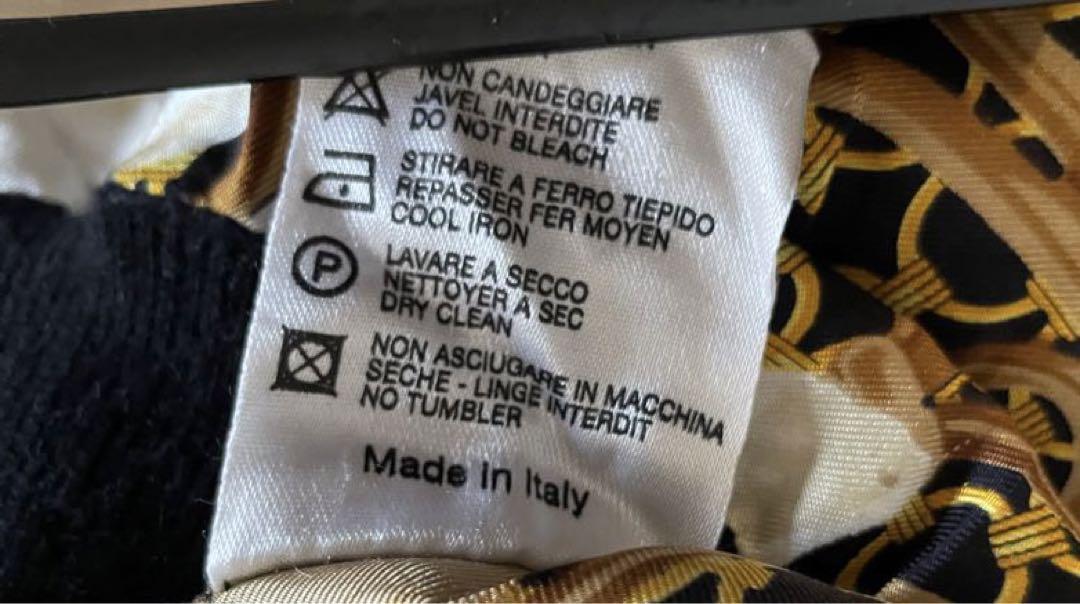 NON CANDEGGIARE
JAVEL INTERDITE
DO NOT BLEACH
STIRARE A FERRO TIEPIDO
REPASSER FER MOYEN
COOL IRON
P
LAVARE A SECCO
NETTOYER A SEC
DRY CLEAN
NON ASCIUGARE IN MACCHINA
SECHE - LINGE INTERDIT
NO TUMBLER
Made in Italy